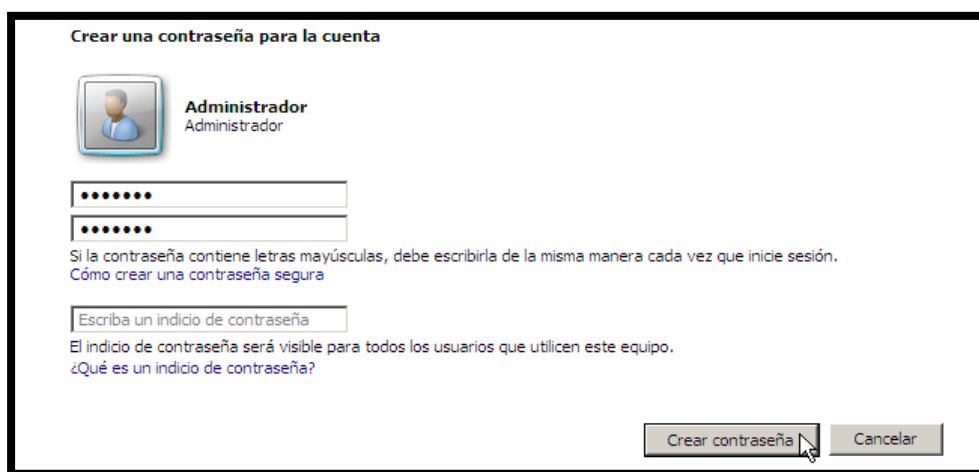 Crear una contraseña para la cuenta
Administrador
Administrador
•••••••
•••••••
Si la contraseña contiene letras mayúsculas, debe escribirla de la misma manera cada vez que inicie sesión.
Cómo crear una contraseña segura
Escriba un indicio de contraseña
El indicio de contraseña será visible para todos los usuarios que utilicen este equipo.
¿Qué es un indicio de contraseña?
Crear contraseña Cancelar